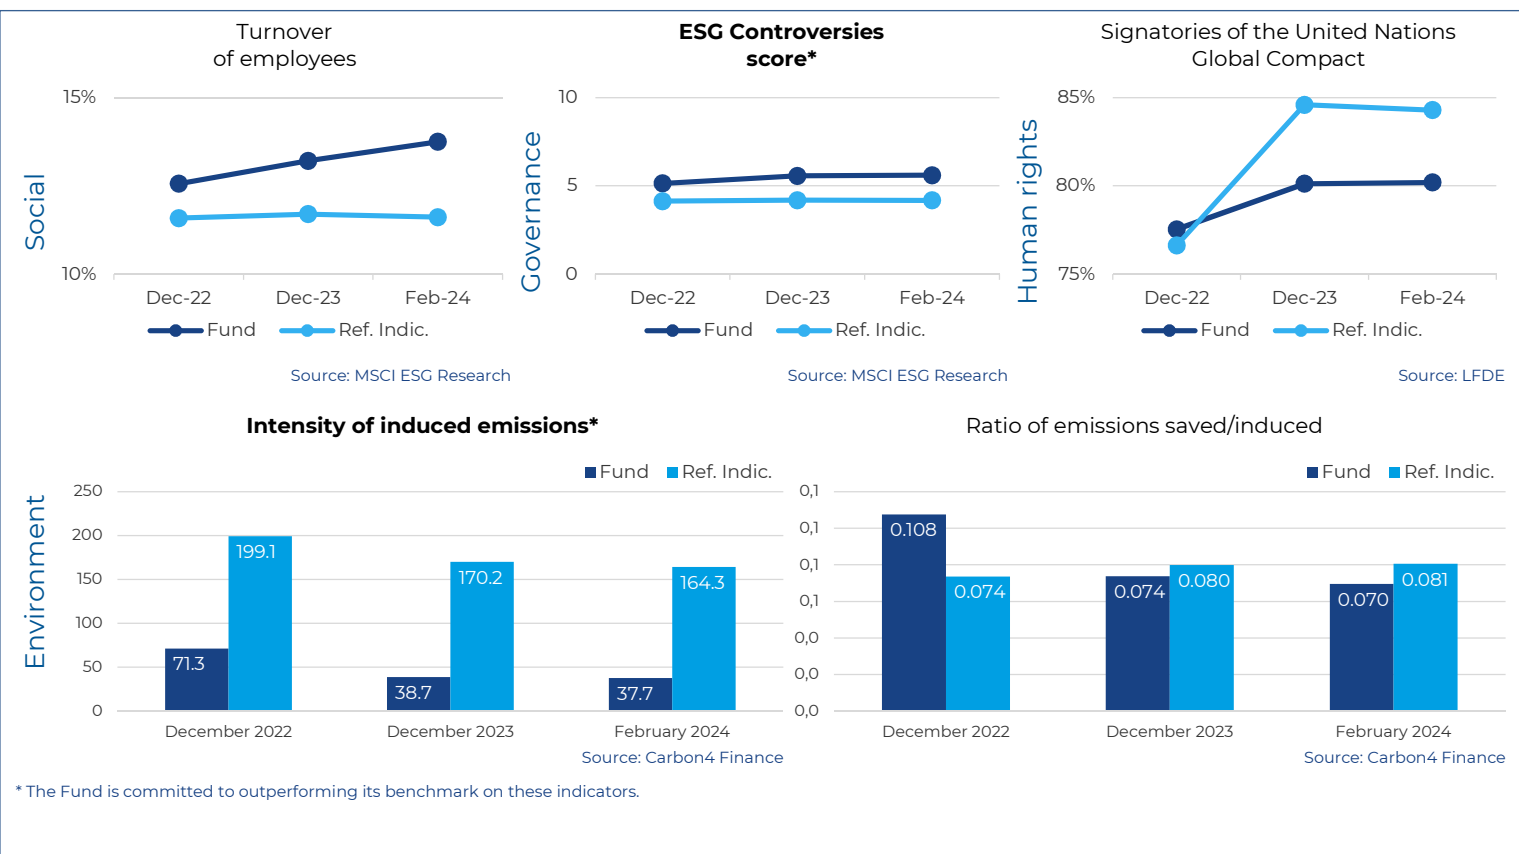 Turnover
of employees
15%
10%
Social
Dec-22
Dec-23
Feb-24
Fund
Ref. Indic.
Source: MSCI ESG Research
ESG Controversies
score*
10
5
0
Governance
Dec-22
Dec-23
Feb-24
Fund
Ref. Indic.
Source: MSCI ESG Research
Signatories of the United Nations
Global Compact
85%
80%
75%
Human rights
Dec-22
Dec-23
Feb-24
Fund
Ref. Indic.
Source: LFDE
Environment
Intensity of induced emissions*
Fund
Ref. Indic.
250
200
150
100
50
0
71.3
199.1
38.7
170.2
37.7
164.3
December 2022
December 2023
February 2024
Source: Carbon4 Finance
Ratio of emissions saved/induced
Fund
Ref. Indic.
0,1
0,1
0,1
0,1
0,0
0,0
0,0
0.108
0.074
0.074
0.080
0.070
0.081
December 2022
December 2023
February 2024
Source: Carbon4 Finance
* The Fund is committed to outperforming its benchmark on these indicators.